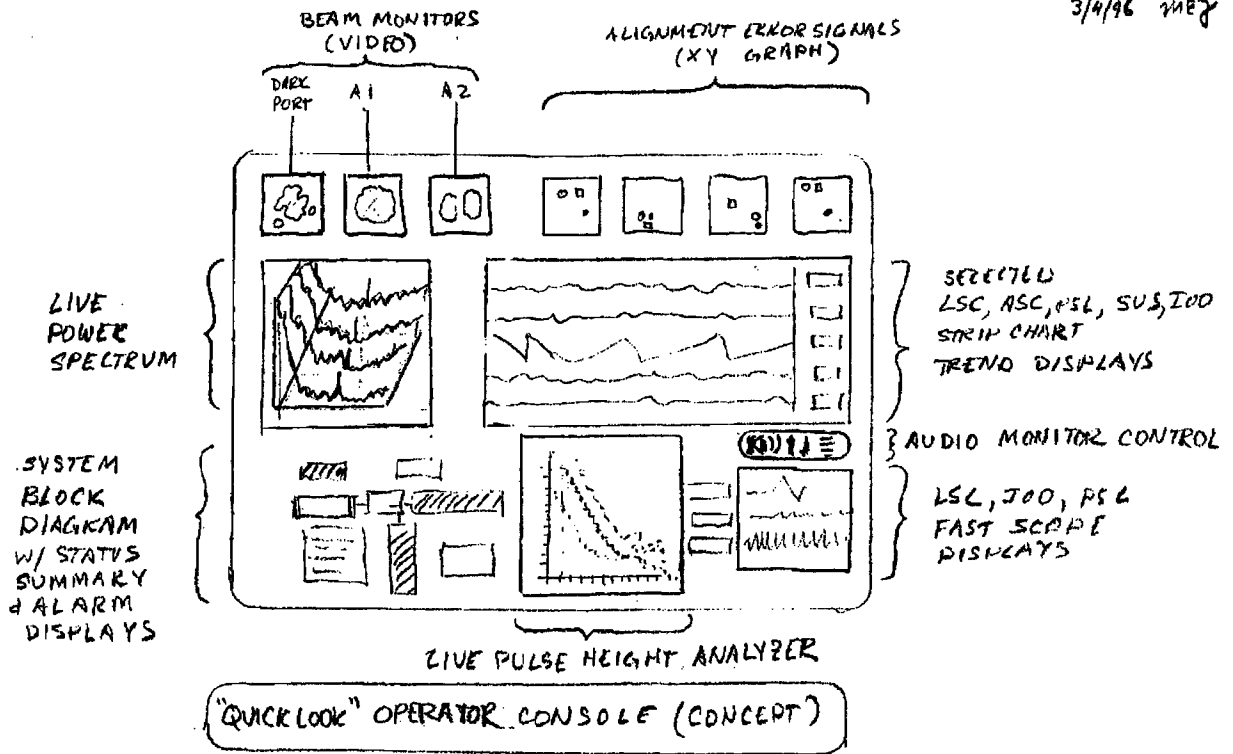 3/4/96 mez
BEAM MONITORS
(VIDEO)
ALIGNMENT ERROR SIGNALS
(XY GRAPH)
DARK
PORT
A1
A2
LIVE
POWER
SPECTRUM
SELECTED
LSC, ASC, PSL, SUS, IOO
STRIP CHART
TREND DISPLAYS
AUDIO MONITOR CONTROL
SYSTEM
BLOCK
DIAGRAM
W/ STATUS
SUMMARY
& ALARM
DISPLAYS
LSC, IOO, PSL
FAST SCOPE
DISPLAYS
LIVE PULSE HEIGHT ANALYZER
"QUICKLOOK" OPERATOR CONSOLE (CONCEPT)